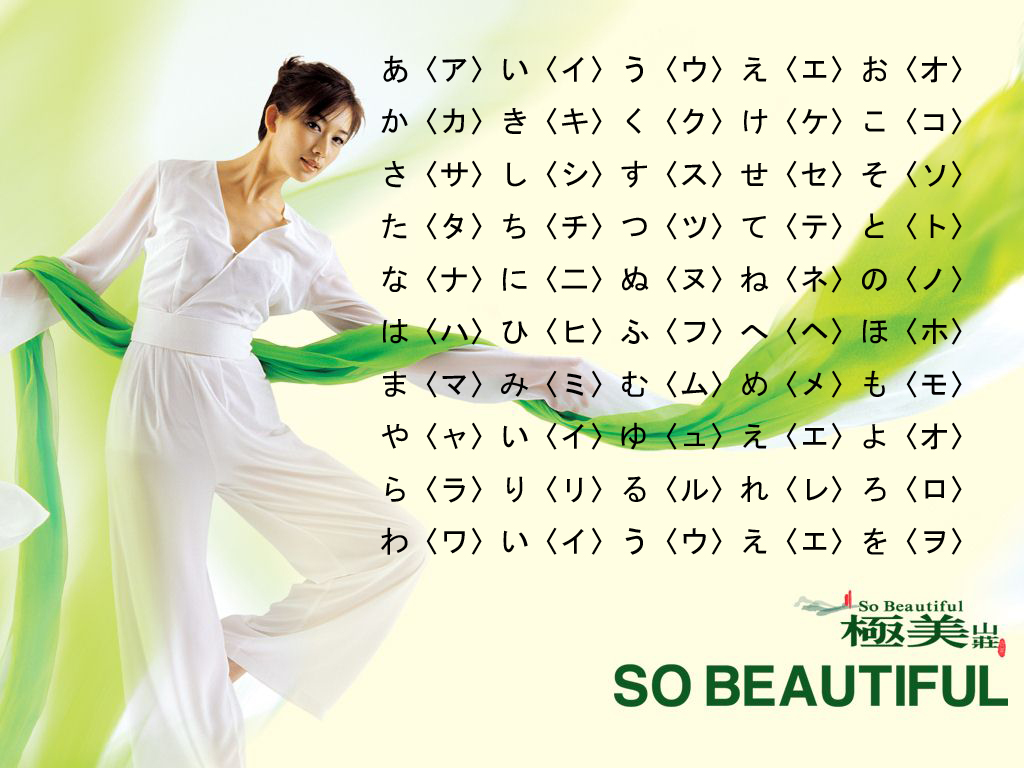 あ〈ア〉い〈イ〉う〈ウ〉え〈エ〉お〈オ〉
か〈カ〉き〈キ〉く〈ク〉け〈ケ〉こ〈コ〉
さ〈サ〉し〈シ〉す〈ス〉せ〈セ〉そ〈ソ〉
た〈タ〉ち〈チ〉つ〈ツ〉て〈テ〉と〈ト〉
な〈ナ〉に〈ニ〉ぬ〈ヌ〉ね〈ネ〉の〈ノ〉
は〈ハ〉ひ〈ヒ〉ふ〈フ〉へ〈ヘ〉ほ〈ホ〉
ま〈マ〉み〈ミ〉む〈ム〉め〈メ〉も〈モ〉
や〈ャ〉い〈イ〉ゆ〈ュ〉え〈エ〉よ〈オ〉
ら〈ラ〉り〈リ〉る〈ル〉れ〈レ〉ろ〈ロ〉
わ〈ワ〉い〈イ〉う〈ウ〉え〈エ〉を〈ヲ〉
So Beautiful
極美山莊
SO BEAUTIFUL